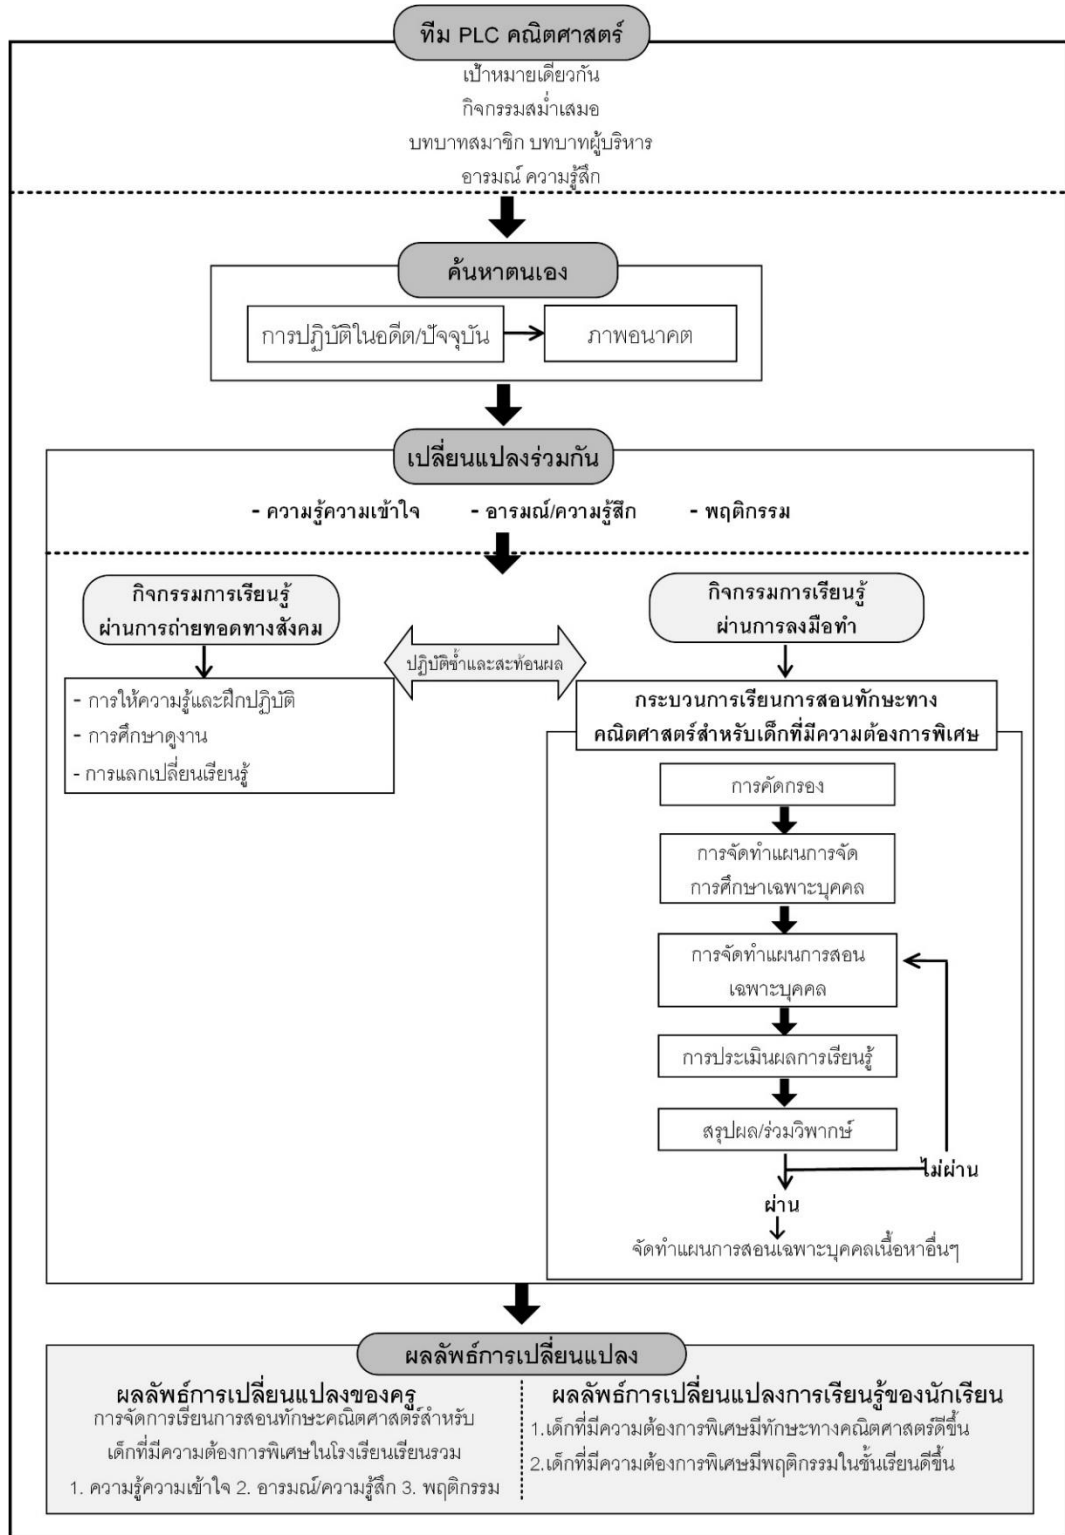 ทีม PLC คณิตศาสตร์
เป้าหมายเดียวกัน
กิจกรรมสม่ำเสมอ
บทบาทสมาชิก บทบาทผู้บริหาร
อารมณ์ ความรู้สึก
ค้นหาตนเอง
การปฏิบัติในอดีต/ปัจจุบัน
ภาพอนาคต
เปลี่ยนแปลงร่วมกัน
- ความรู้ความเข้าใจ - อารมณ์/ความรู้สึก - พฤติกรรม
กิจกรรมการเรียนรู้
ผ่านการถ่ายทอดทางสังคม
- การให้ความรู้และฝึกปฏิบัติ
- การศึกษาดูงาน
- การแลกเปลี่ยนเรียนรู้
ปฏิบัติซ้ำและสะท้อนผล
กิจกรรมการเรียนรู้
ผ่านการลงมือทำ
กระบวนการเรียนการสอนทักษะทาง
คณิตศาสตร์สำหรับเด็กที่มีความต้องการพิเศษ
การคัดกรอง
การจัดทำแผนการจัด
การศึกษาเฉพาะบุคคล
การจัดทำแผนการสอน
เฉพาะบุคคล
การประเมินผลการเรียนรู้
สรุปผล/ร่วมวิพากษ์
ไม่ผ่าน
ผ่าน
จัดทำแผนการสอนเฉพาะบุคคลเนื้อหาอื่นๆ
ผลลัพธ์การเปลี่ยนแปลง
ผลลัพธ์การเปลี่ยนแปลงของครู
การจัดการเรียนการสอนทักษะคณิตศาสตร์สำหรับ
เด็กที่มีความต้องการพิเศษในโรงเรียนเรียนรวม
1. ความรู้ความเข้าใจ 2. อารมณ์/ความรู้สึก 3. พฤติกรรม
ผลลัพธ์การเปลี่ยนแปลงการเรียนรู้ของนักเรียน
1.เด็กที่มีความต้องการพิเศษมีทักษะทางคณิตศาสตร์ดีขึ้น
2.เด็กที่มีความต้องการพิเศษมีพฤติกรรมในชั้นเรียนดีขึ้น